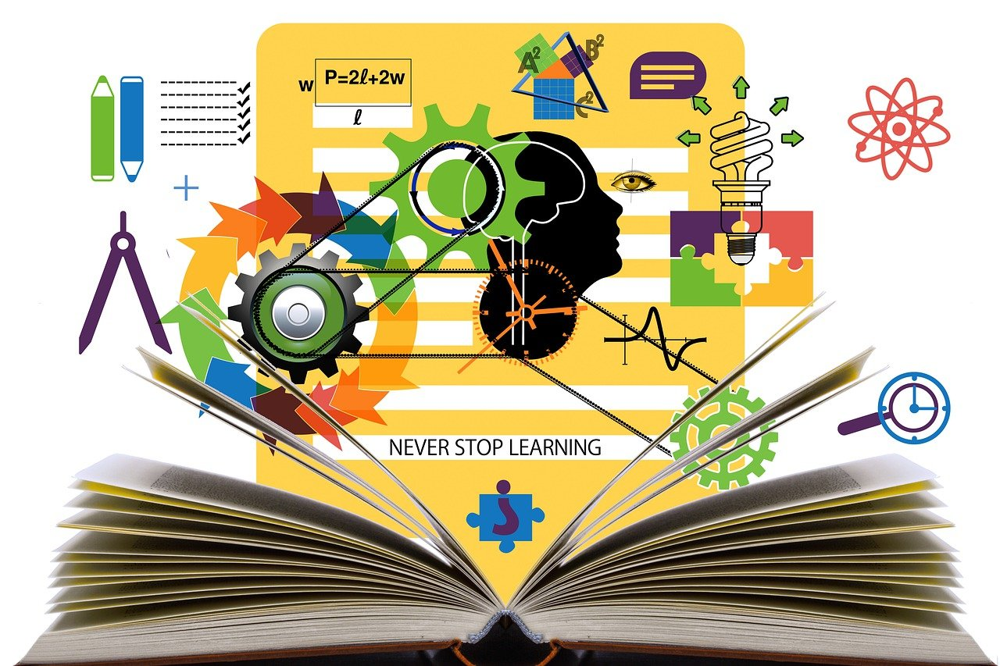 P=2ℓ+2w
w
ℓ
A²
B²
C²
NEVER STOP LEARNING